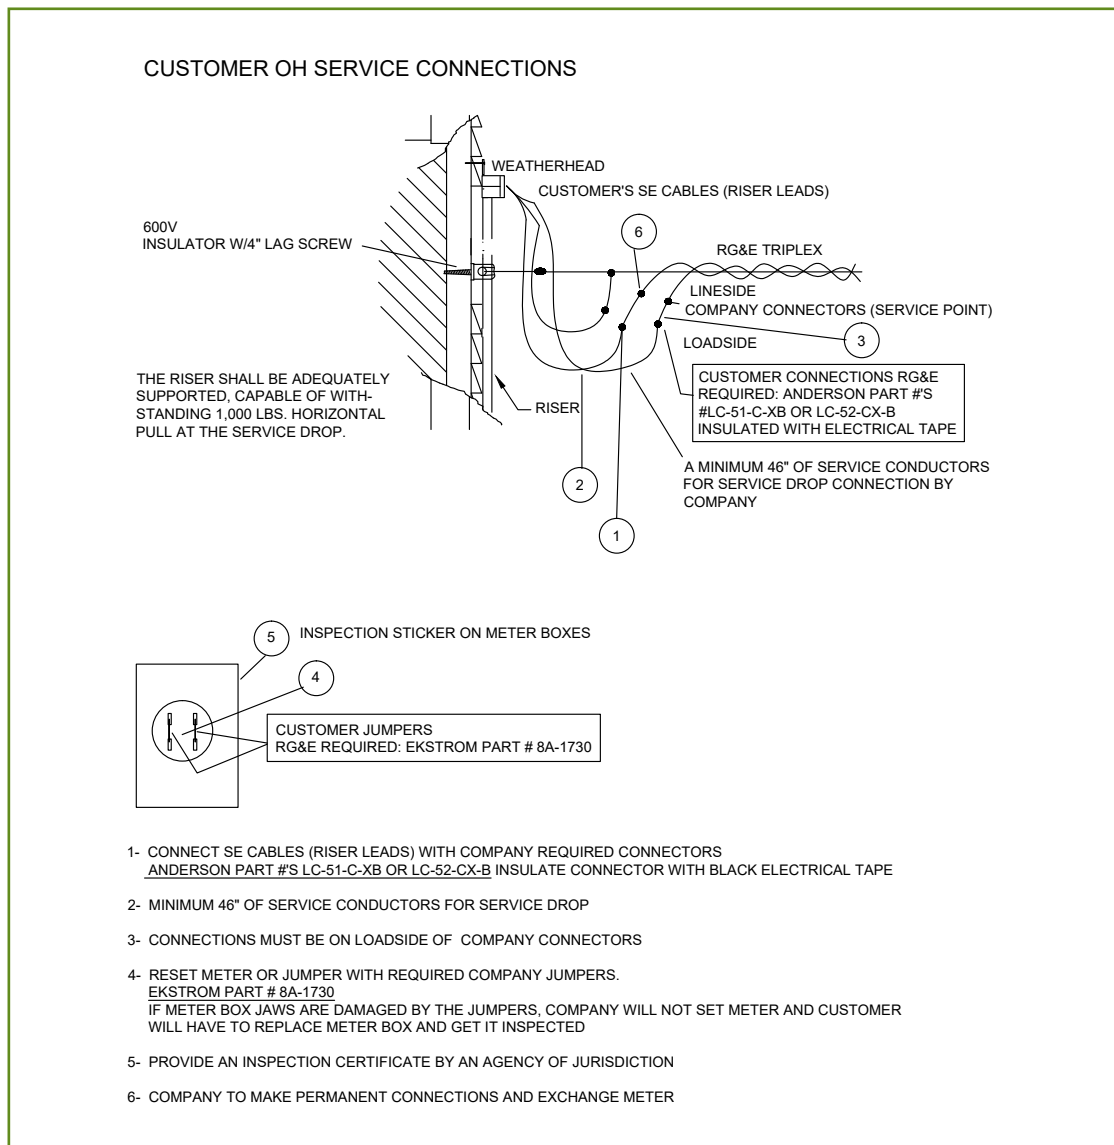 CUSTOMER OH SERVICE CONNECTIONS
WEATHERHEAD
CUSTOMER'S SE CABLES (RISER LEADS)
600V
INSULATOR W/4" LAG SCREW
6
RG&E TRIPLEX
LINESIDE
COMPANY CONNECTORS (SERVICE POINT)
3
LOADSIDE
THE RISER SHALL BE ADEQUATELY
SUPPORTED, CAPABLE OF WITH-
STANDING 1,000 LBS. HORIZONTAL
PULL AT THE SERVICE DROP.
RISER
CUSTOMER CONNECTIONS RG&E
REQUIRED: ANDERSON PART #'S
#LC-51-C-XB OR LC-52-CX-B
INSULATED WITH ELECTRICAL TAPE
2
A MINIMUM 46" OF SERVICE CONDUCTORS
FOR SERVICE DROP CONNECTION BY
COMPANY
1
5
INSPECTION STICKER ON METER BOXES
4
CUSTOMER JUMPERS
RG&E REQUIRED: EKSTROM PART # 8A-1730
1- CONNECT SE CABLES (RISER LEADS) WITH COMPANY REQUIRED CONNECTORS
ANDERSON PART #'S LC-51-C-XB OR LC-52-CX-B INSULATE CONNECTOR WITH BLACK ELECTRICAL TAPE
2- MINIMUM 46" OF SERVICE CONDUCTORS FOR SERVICE DROP
3- CONNECTIONS MUST BE ON LOADSIDE OF COMPANY CONNECTORS
4- RESET METER OR JUMPER WITH REQUIRED COMPANY JUMPERS.
EKSTROM PART # 8A-1730
IF METER BOX JAWS ARE DAMAGED BY THE JUMPERS, COMPANY WILL NOT SET METER AND CUSTOMER
WILL HAVE TO REPLACE METER BOX AND GET IT INSPECTED
5- PROVIDE AN INSPECTION CERTIFICATE BY AN AGENCY OF JURISDICTION
6- COMPANY TO MAKE PERMANENT CONNECTIONS AND EXCHANGE METER